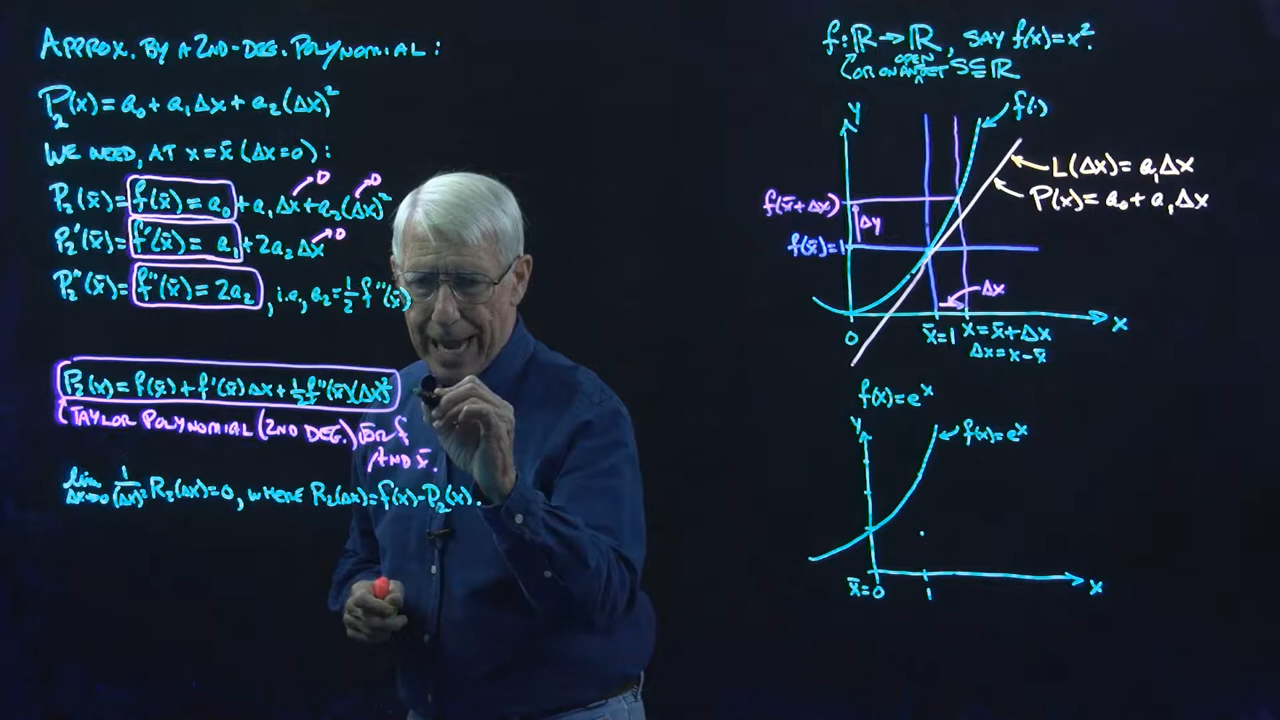 APPROX. BY A 2ND-DEG. POLYNOMIAL:
P₂(x) = a₀ + a₁Δx + a₂(Δx)²
WE NEED, AT x = x̄ (Δx=0):
P₂(x̄) = f(x̄) = a₀ + a₁Δx + a₂(Δx)²
0
0
P₂'(x̄) = f'(x̄) = a₁ + 2a₂Δx
0
P₂''(x̄) = f''(x̄) = 2a₂, i.e., a₂ = ½ f''(x̄)
P₂(x) = f(x̄) + f'(x̄)Δx + ½f''(x̄)(Δx)²
TAYLOR POLYNOMIAL (2ND DEG.) FOR f
AND x̄.
lim Δx→0 1/(Δx)² R₂(Δx) = 0, WHERE R₂(Δx) = f(x) - P₂(x).
f: ℝ → ℝ, SAY f(x) = x².
OR ON AN OPEN SET S ⊆ ℝ
Y
f(·)
L(Δx) = a₁Δx
P(x) = a₀ + a₁Δx
f(x̄+Δx)
Δy
f(x̄)=1
Δx
x
0
x̄=1
x = x̄+Δx
Δx = x - x̄
f(x) = eˣ
Y
f(x) = eˣ
x
x̄=0
1